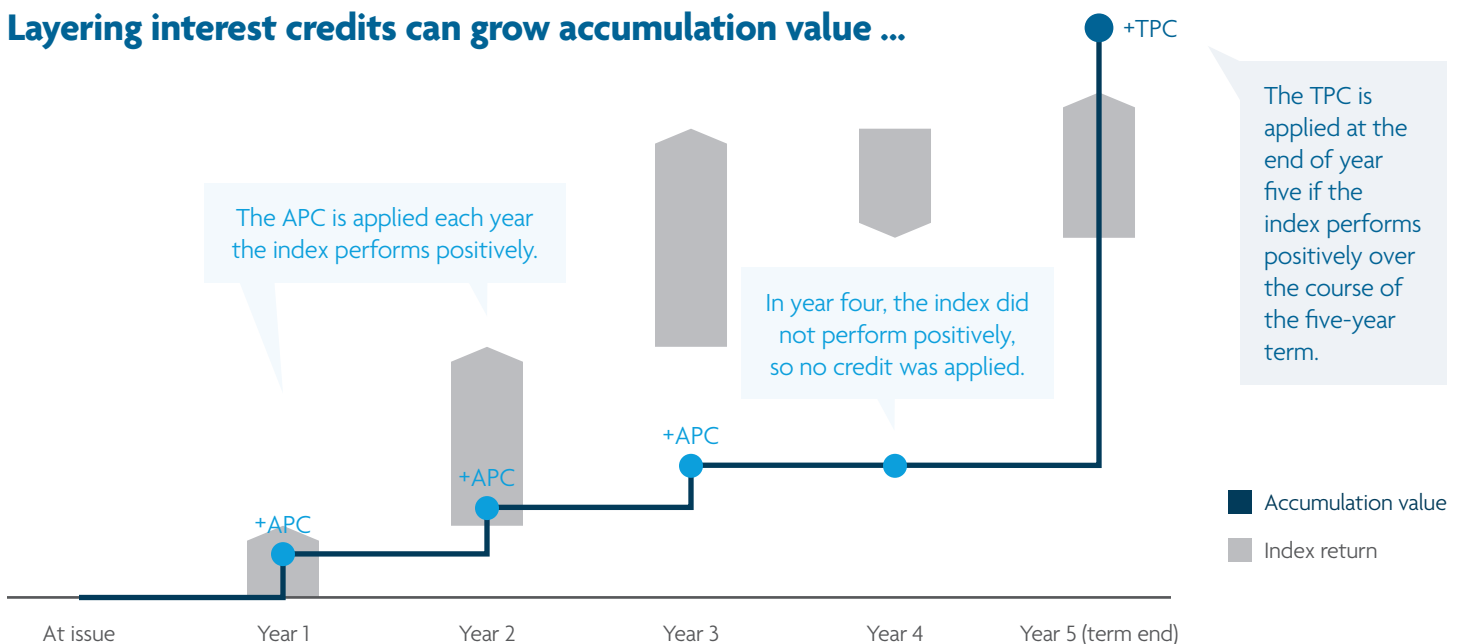 Layering interest credits can grow accumulation value ...
+TPC
The TPC is
applied at the
end of year
five if the
index performs
positively over
the course of
the five-year
term.
The APC is applied each year
the index performs positively.
In year four, the index did
not perform positively,
so no credit was applied.
+APC
+APC
+APC
Accumulation value
Index return
At issue
Year 1
Year 2
Year 3
Year 4
Year 5 (term end)